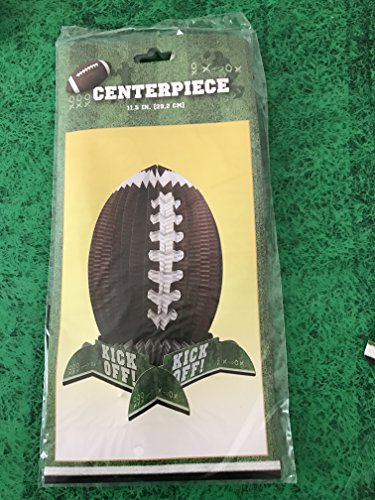 CENTERPIECE
11.5 IN. (29.2 CM)
KICK
OFF!
KICK
OFF!